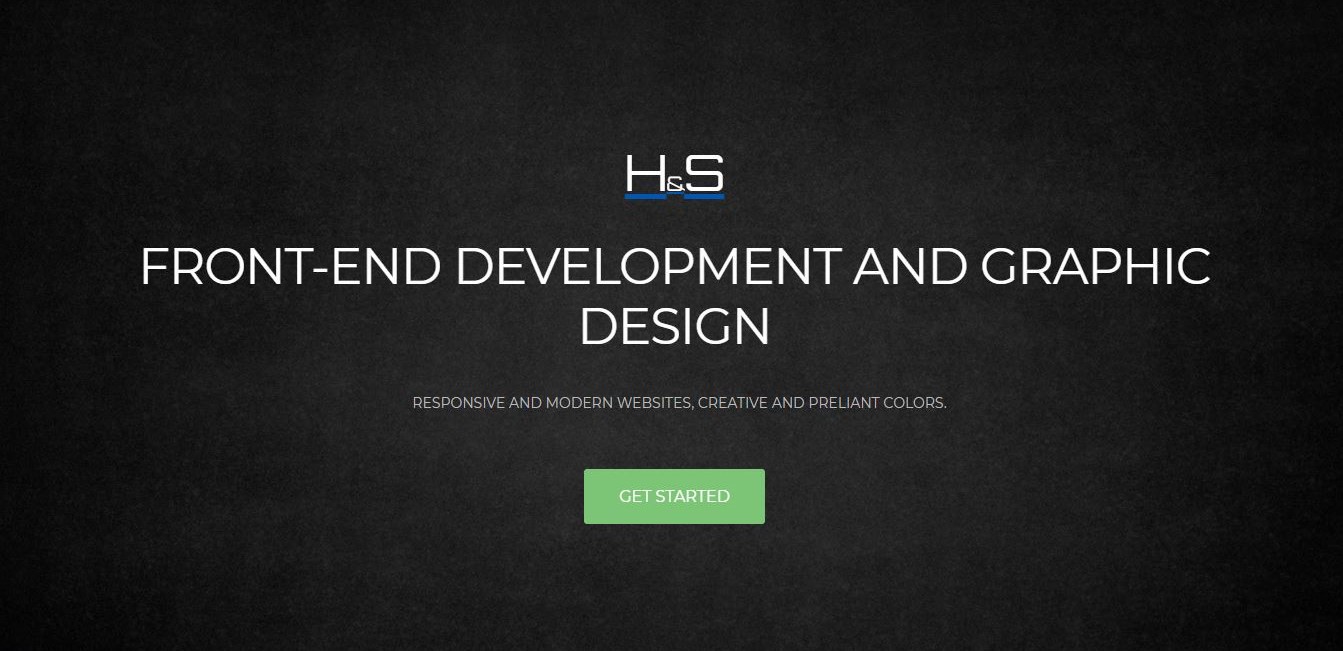 H&S
FRONT-END DEVELOPMENT AND GRAPHIC
DESIGN
RESPONSIVE AND MODERN WEBSITES, CREATIVE AND PRELIANT COLORS.
GET STARTED